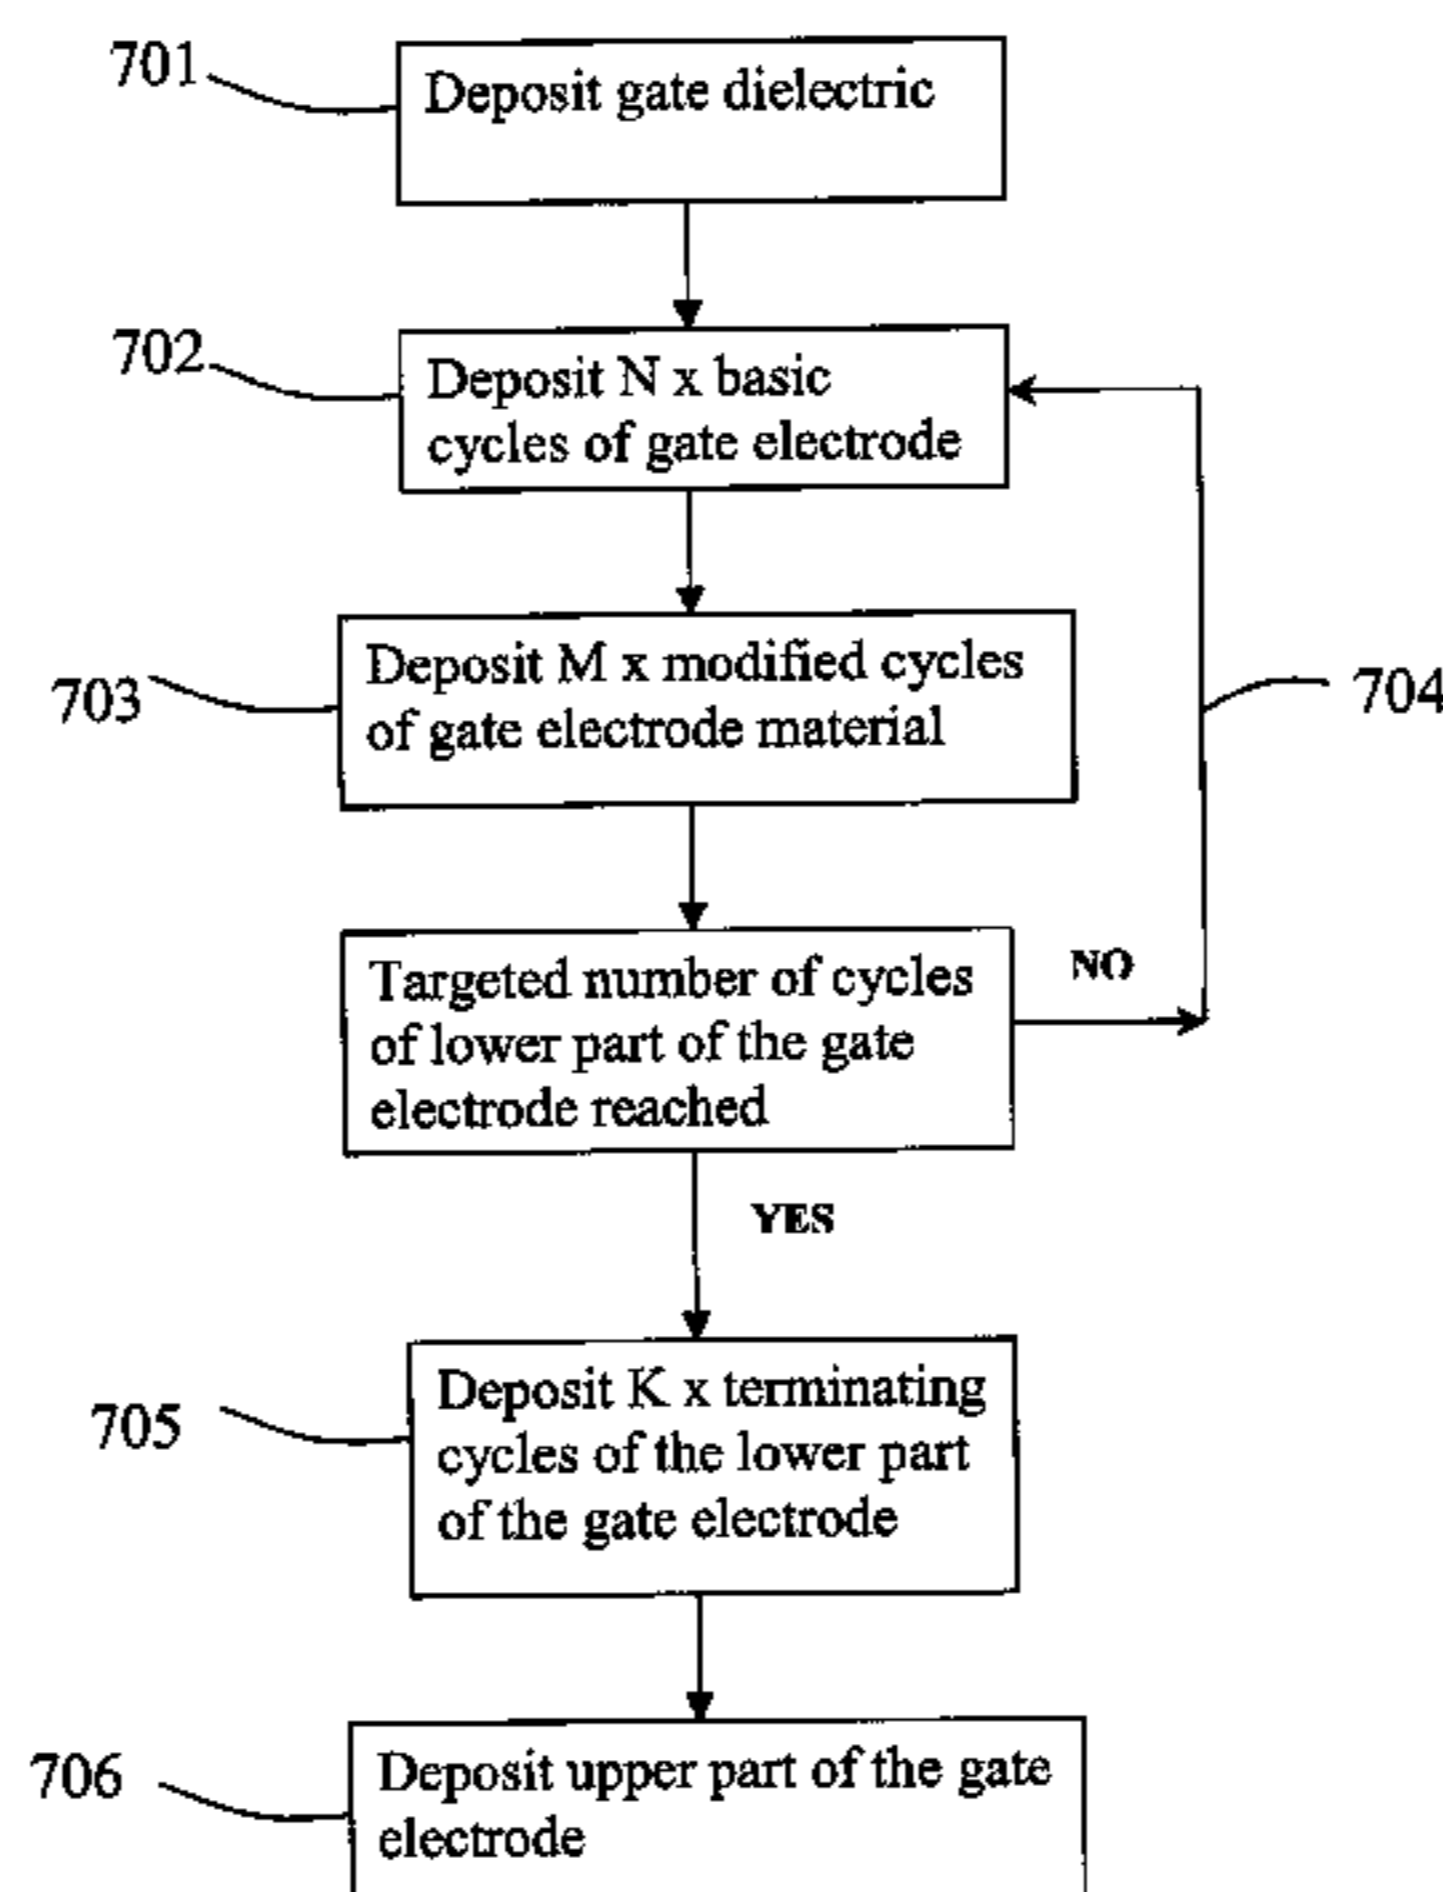 701
Deposit gate dielectric
702
Deposit N x basic
cycles of gate electrode
703
Deposit M x modified cycles
of gate electrode material
704
Targeted number of cycles
of lower part of the gate
electrode reached
NO
YES
705
Deposit K x terminating
cycles of the lower part
of the gate electrode
706
Deposit upper part of the gate
electrode